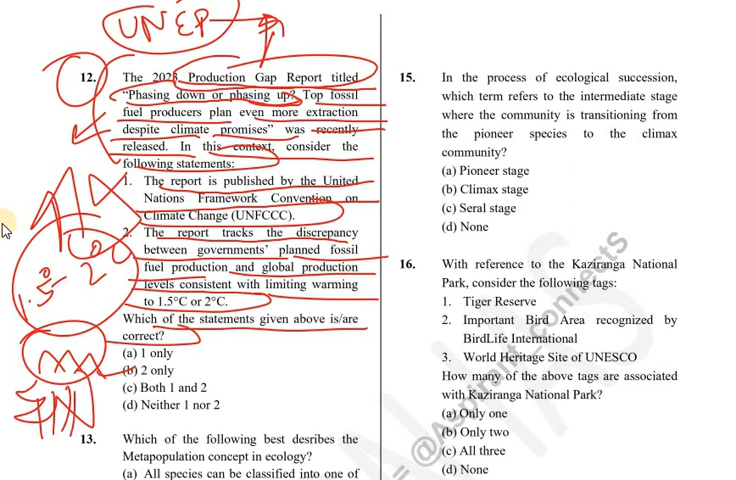 UNEP
12. The 2023 Production Gap Report titled
"Phasing down or phasing up? Top fossil
fuel producers plan even more extraction
despite climate promises" was recently
released. In this context, consider the
following statements:
1. The report is published by the United
Nations Framework Convention on
Climate Change (UNFCCC).
2. The report tracks the discrepancy
between governments' planned fossil
fuel production and global production
levels consistent with limiting warming
to 1.5°C or 2°C.
Which of the statements given above is/are
correct?
(a) 1 only
(b) 2 only
(c) Both 1 and 2
(d) Neither 1 nor 2
13. Which of the following best desribes the
Metapopulation concept in ecology?
(a) All species can be classified into one of
15. In the process of ecological succession,
which term refers to the intermediate stage
where the community is transitioning from
the pioneer species to the climax
community?
(a) Pioneer stage
(b) Climax stage
(c) Seral stage
(d) None
16. With reference to the Kaziranga National
Park, consider the following tags:
1. Tiger Reserve
2. Important Bird Area recognized by
BirdLife International
3. World Heritage Site of UNESCO
How many of the above tags are associated
with Kaziranga National Park?
(a) Only one
(b) Only two
(c) All three
(d) None
= @Aspirant_connects